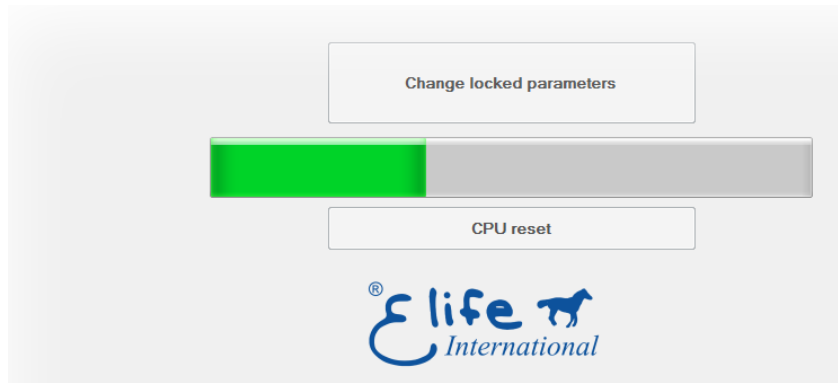 Change locked parameters
CPU reset
® Elife
International